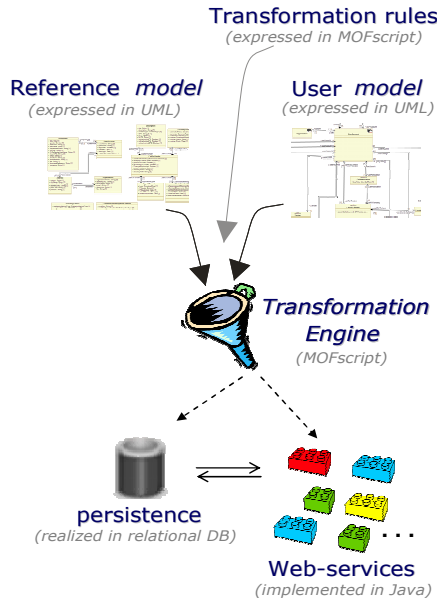 Transformation rules
(expressed in MOFscript)
Reference model
(expressed in UML)
User model
(expressed in UML)
Transformation
Engine
(MOFscript)
persistence
(realized in relational DB)
...
Web-services
(implemented in Java)